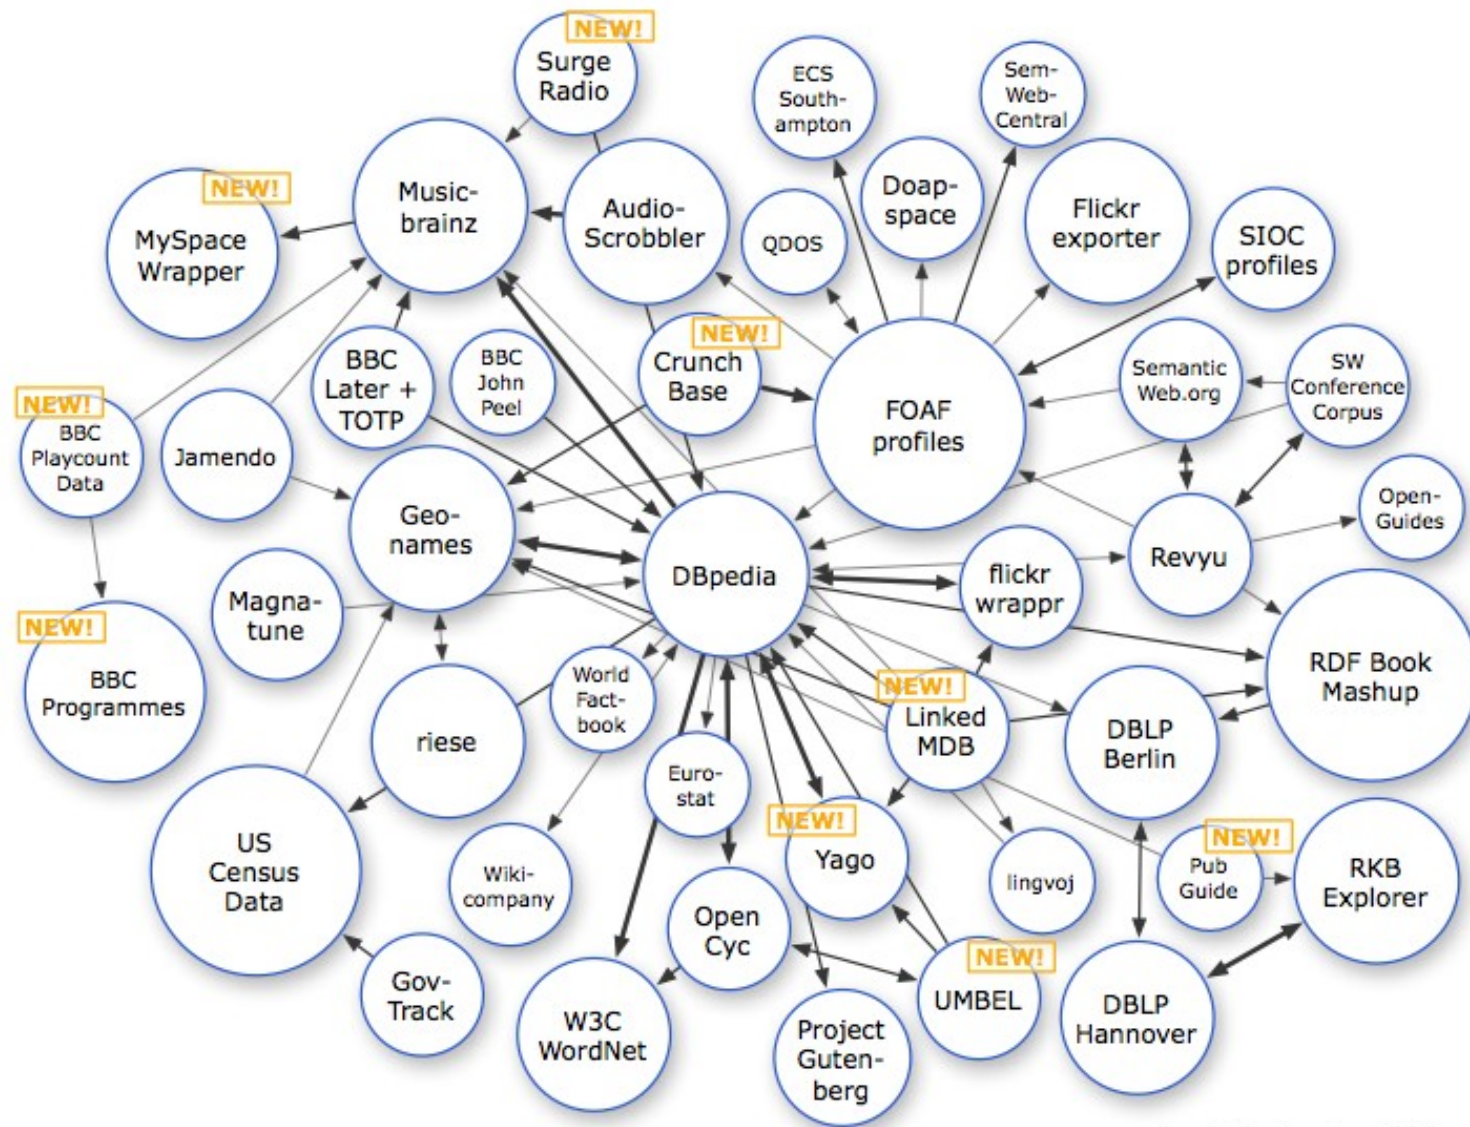 NEW!
Surge
Radio
ECS
South-
ampton
Sem-
Web-
Central
NEW!
MySpace
Wrapper
Music-
brainz
Audio-
Scrobbler
QDOS
Doap-
space
Flickr
exporter
SIOC
profiles
NEW!
BBC
Playcount
Data
Jamendo
BBC
Later +
TOTP
BBC
John
Peel
NEW!
Crunch
Base
FOAF
profiles
Semantic
Web.org
SW
Conference
Corpus
Open-
Guides
Geo-
names
DBpedia
flickr
wrappr
Revyu
Magna-
tune
NEW!
BBC
Programmes
riese
World
Fact-
book
Euro-
stat
NEW!
Linked
MDB
DBLP
Berlin
RDF Book
Mashup
US
Census
Data
Wiki-
company
Open
Cyc
NEW!
Yago
lingvoj
NEW!
Pub
Guide
RKB
Explorer
Gov-
Track
W3C
WordNet
Project
Guten-
berg
NEW!
UMBEL
DBLP
Hannover